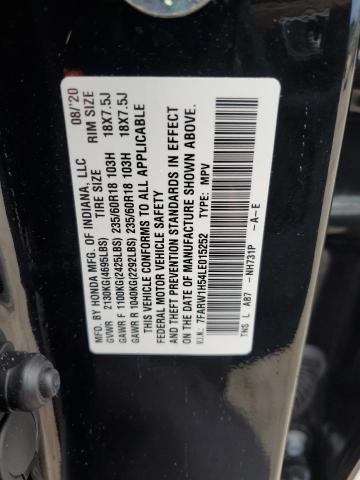 MFD. BY HONDA MFG. OF INDIANA, LLC 08/'20
TIRE SIZE RIM SIZE
GVWR 2130KG(4695LBS)
GAWR F 1100KG(2425LBS) 235/60R18 103H 18X7.5J
GAWR R 1040KG(2292LBS) 235/60R18 103H 18X7.5J
THIS VEHICLE CONFORMS TO ALL APPLICABLE
FEDERAL MOTOR VEHICLE SAFETY
AND THEFT PREVENTION STANDARDS IN EFFECT
ON THE DATE OF MANUFACTURE SHOWN ABOVE.
V.I.N.: 7FARW1H54LE015252 TYPE: MPV
TWS L A87 -NH731P -A-E